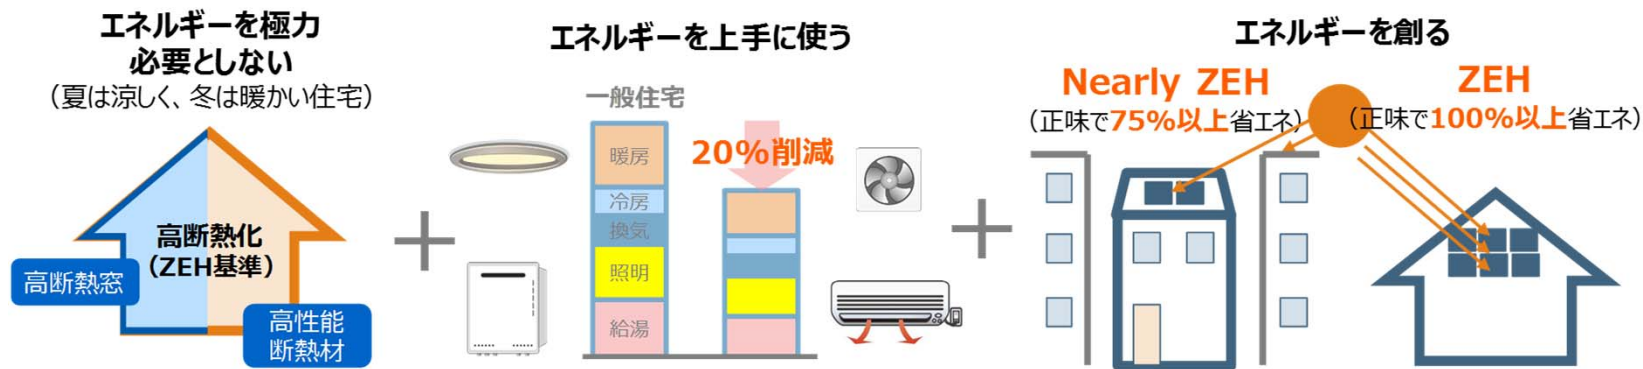 エネルギーを極力
必要としない
（夏は涼しく、冬は暖かい住宅）
高断熱化
（ZEH基準）
高断熱窓
高性能
断熱材
エネルギーを上手に使う
一般住宅
暖房
冷房
換気
照明
給湯
20%削減
エネルギーを創る
Nearly ZEH
（正味で75%以上省エネ）
ZEH
（正味で100%以上省エネ）